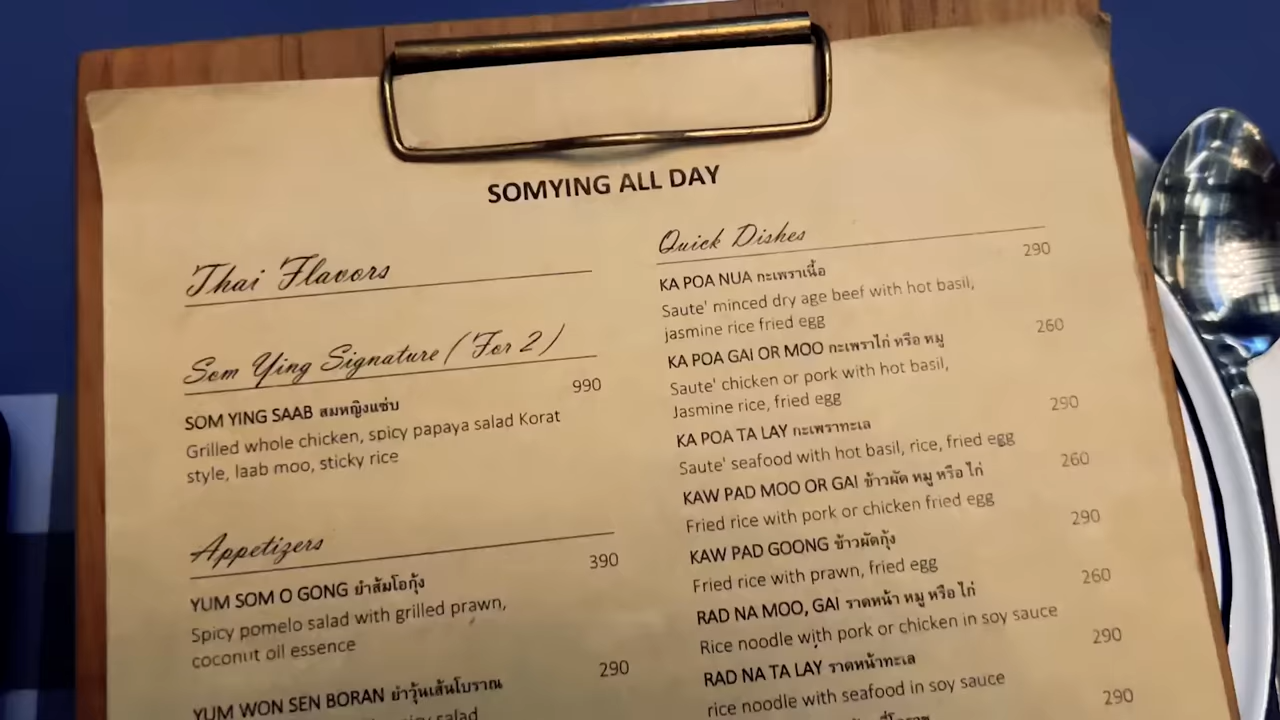 SOMYING ALL DAY
Thai Flavors
Som Ying Signature (For 2)
990
SOM YING SAAB สมหญิงแซ่บ
Grilled whole chicken, spicy papaya salad Korat
style, laab moo, sticky rice
Appetizers
390
YUM SOM O GONG ยำส้มโอกุ้ง
Spicy pomelo salad with grilled prawn,
coconut oil essence
290
YUM WON SEN BORAN ยำวุ้นเส้นโบราณ
salad
Quick Dishes
290
KA POA NUA กะเพราเนื้อ
Saute' minced dry age beef with hot basil,
jasmine rice fried egg
260
KA POA GAI OR MOO กะเพราไก่ หรือ หมู
Saute' chicken or pork with hot basil,
Jasmine rice, fried egg
290
KA POA TA LAY กะเพราทะเล
Saute' seafood with hot basil, rice, fried egg
260
KAW PAD MOO OR GAI ข้าวผัด หมู หรือ ไก่
Fried rice with pork or chicken fried egg
290
KAW PAD GOONG ข้าวผัดกุ้ง
Fried rice with prawn, fried egg
260
RAD NA MOO, GAI ราดหน้า หมู หรือ ไก่
Rice noodle with pork or chicken in soy sauce
290
RAD NA TA LAY ราดหน้าทะเล
rice noodle with seafood in soy sauce
290